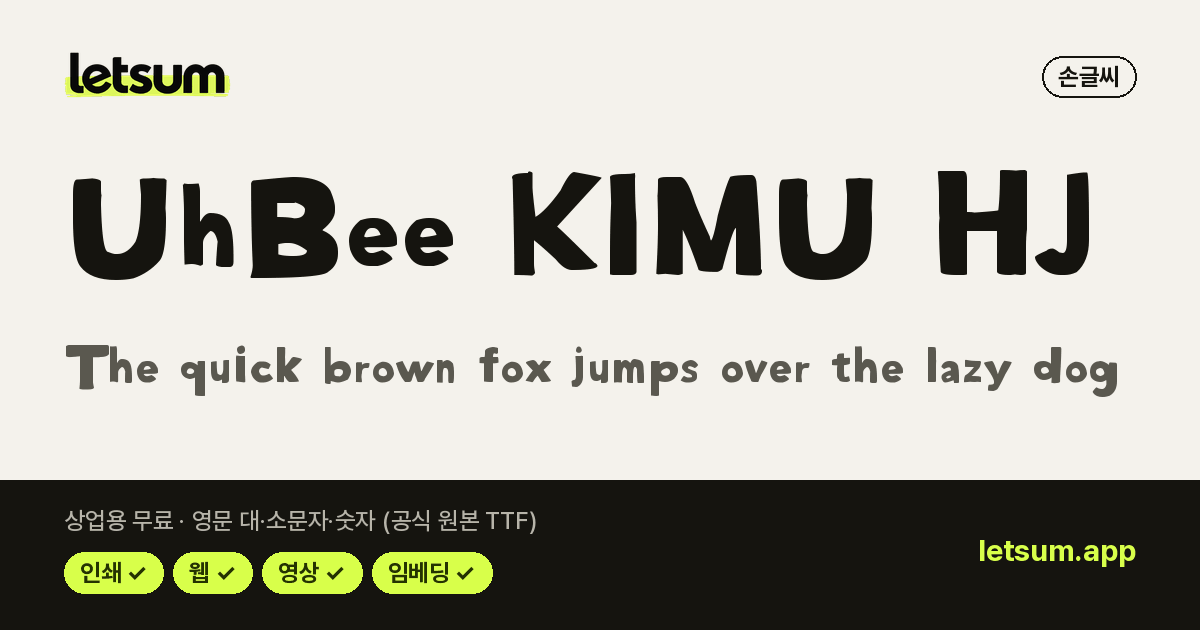 letsum
손글씨
UhBee KIMU HJ
The quick brown fox jumps over the lazy dog
상업용 무료 · 영문 대·소문자·숫자 (공식 원본 TTF)
인쇄 ✓ 웹 ✓ 영상 ✓ 임베딩 ✓
letsum.app